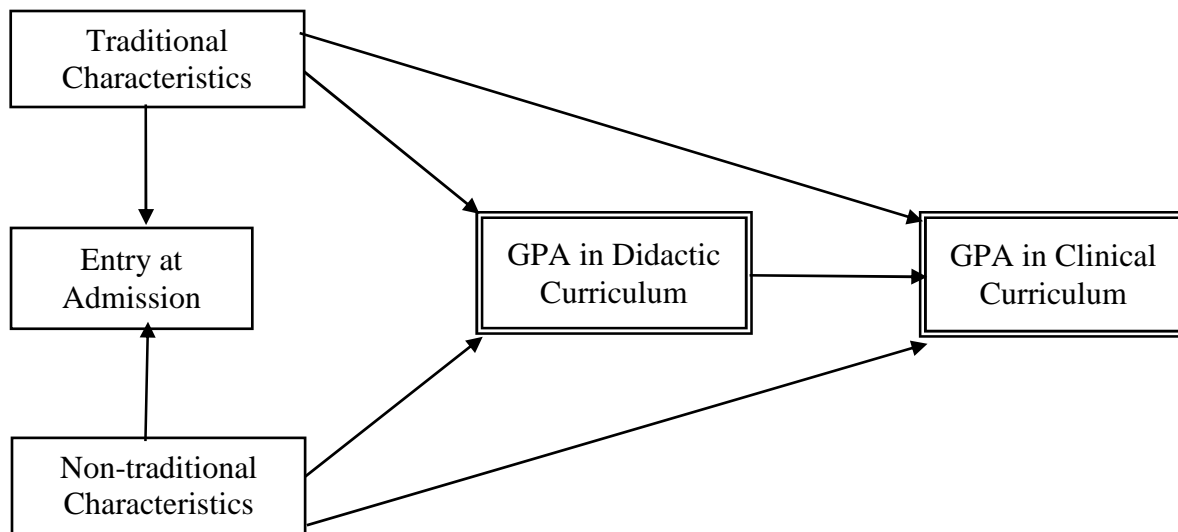 Traditional
Characteristics
Entry at
Admission
GPA in Didactic
Curriculum
GPA in Clinical
Curriculum
Non-traditional
Characteristics